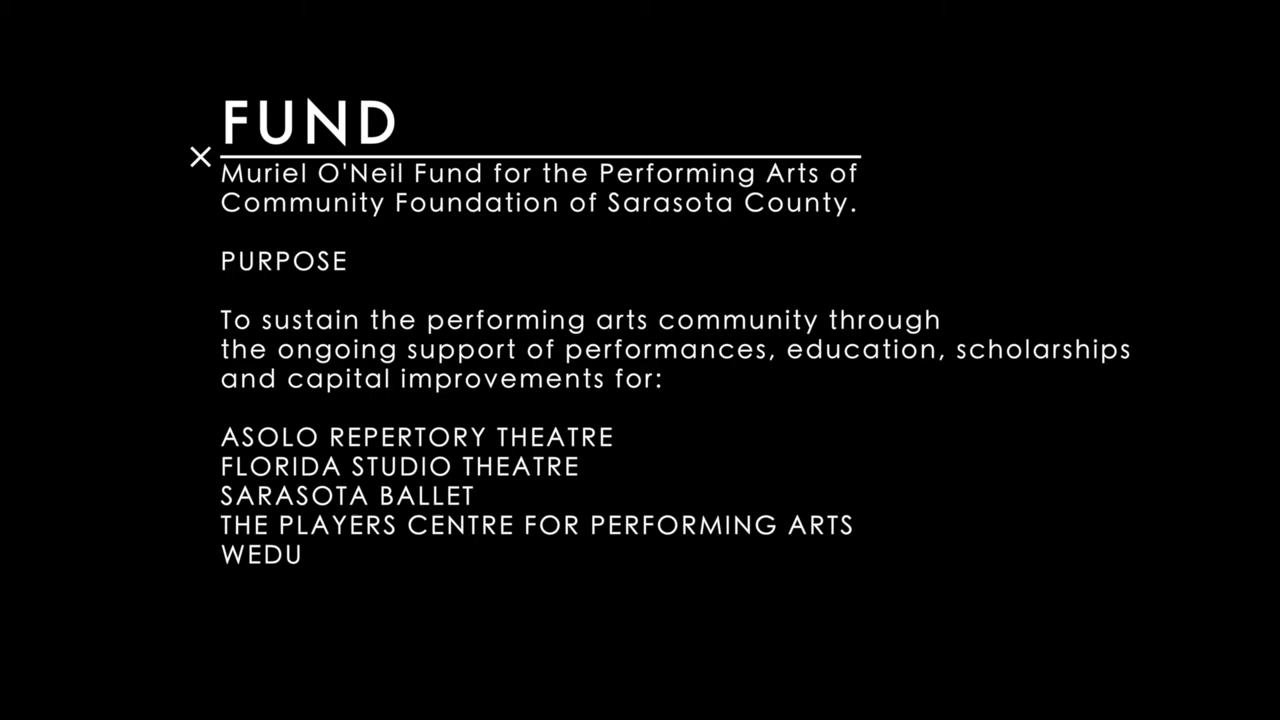 FUND
Muriel O'Neil Fund for the Performing Arts of
Community Foundation of Sarasota County.
PURPOSE
To sustain the performing arts community through
the ongoing support of performances, education, scholarships
and capital improvements for:
ASOLO REPERTORY THEATRE
FLORIDA STUDIO THEATRE
SARASOTA BALLET
THE PLAYERS CENTRE FOR PERFORMING ARTS
WEDU